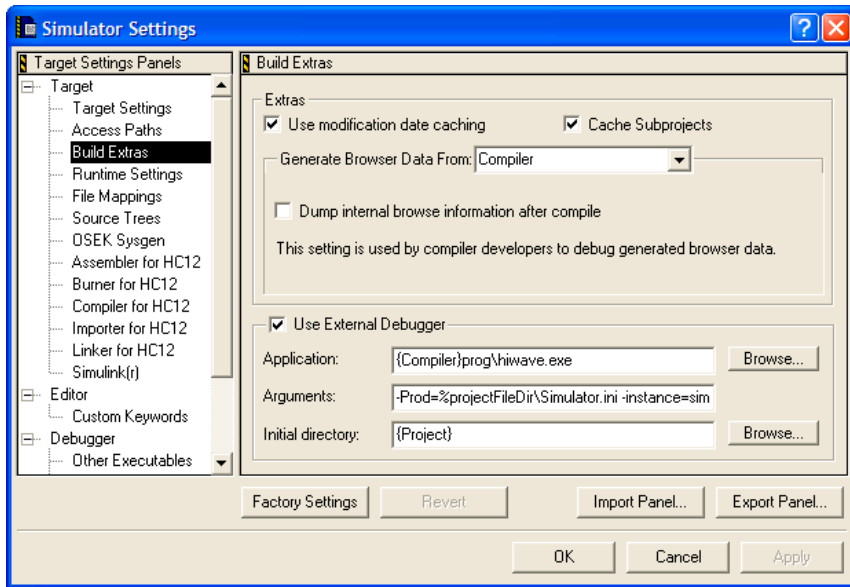 Simulator Settings
Target Settings Panels
Target
Target Settings
Access Paths
Build Extras
Runtime Settings
File Mappings
Source Trees
OSEK Sysgen
Assembler for HC12
Burner for HC12
Compiler for HC12
Importer for HC12
Linker for HC12
Simulink(r)
Editor
Custom Keywords
Debugger
Other Executables
Build Extras
Extras
Use modification date caching
Cache Subprojects
Generate Browser Data From: Compiler
Dump internal browse information after compile
This setting is used by compiler developers to debug generated browser data.
Use External Debugger
Application: {Compiler}prog\hiwave.exe Browse...
Arguments: -Prod=%projectFileDir\Simulator.ini -instance=sim
Initial directory: {Project} Browse...
Factory Settings Revert Import Panel... Export Panel...
OK Cancel Apply